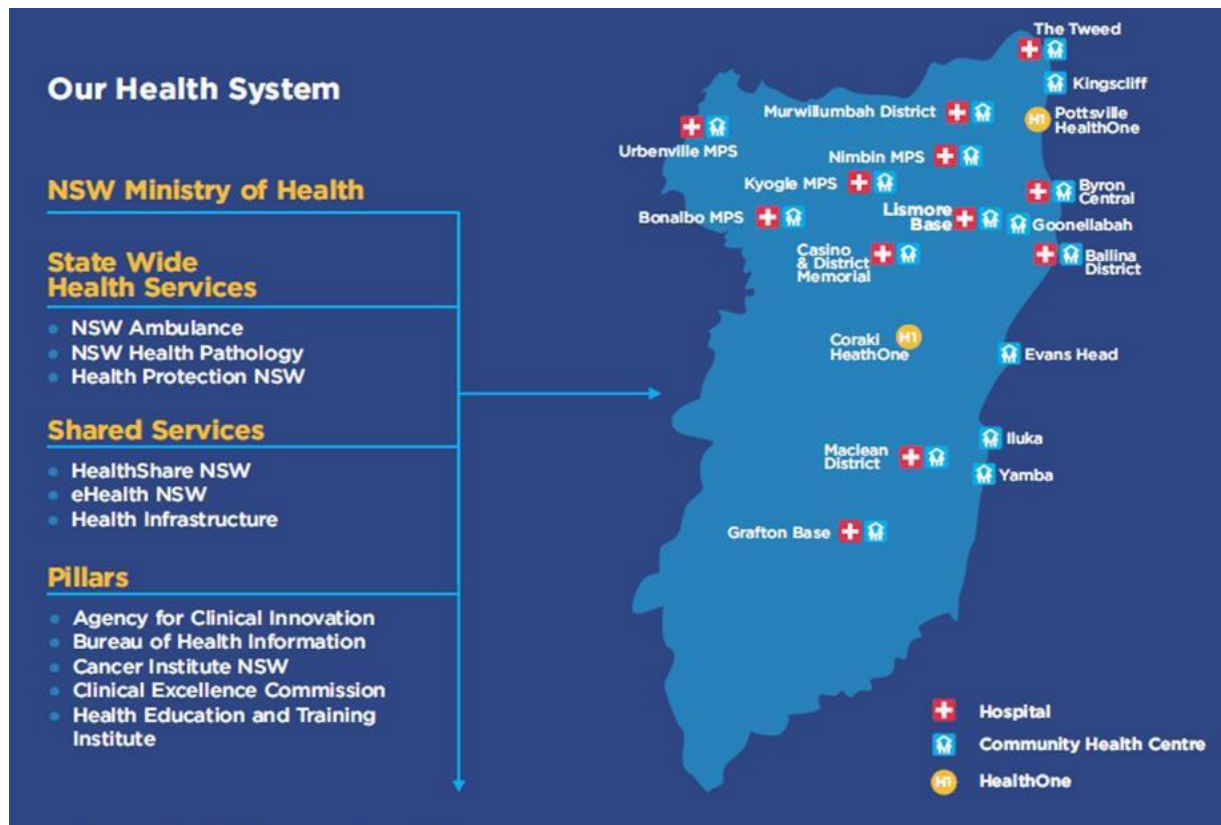 Our Health System
NSW Ministry of Health
State Wide
Health Services
NSW Ambulance
NSW Health Pathology
Health Protection NSW
Shared Services
HealthShare NSW
eHealth NSW
Health Infrastructure
Pillars
Agency for Clinical Innovation
Bureau of Health Information
Cancer Institute NSW
Clinical Excellence Commission
Health Education and Training
Institute
The Tweed
Kingscliff
Murwillumbah District
H1
Pottsville
HealthOne
Urbenville MPS
Nimbin MPS
Kyogle MPS
Byron
Central
Bonalbo MPS
Lismore
Base
Goonellabah
Casino
& District
Memorial
Ballina
District
Coraki
HeathOne
H1
Evans Head
Iluka
Maclean
District
Yamba
Grafton Base
Hospital
Community Health Centre
H1
HealthOne